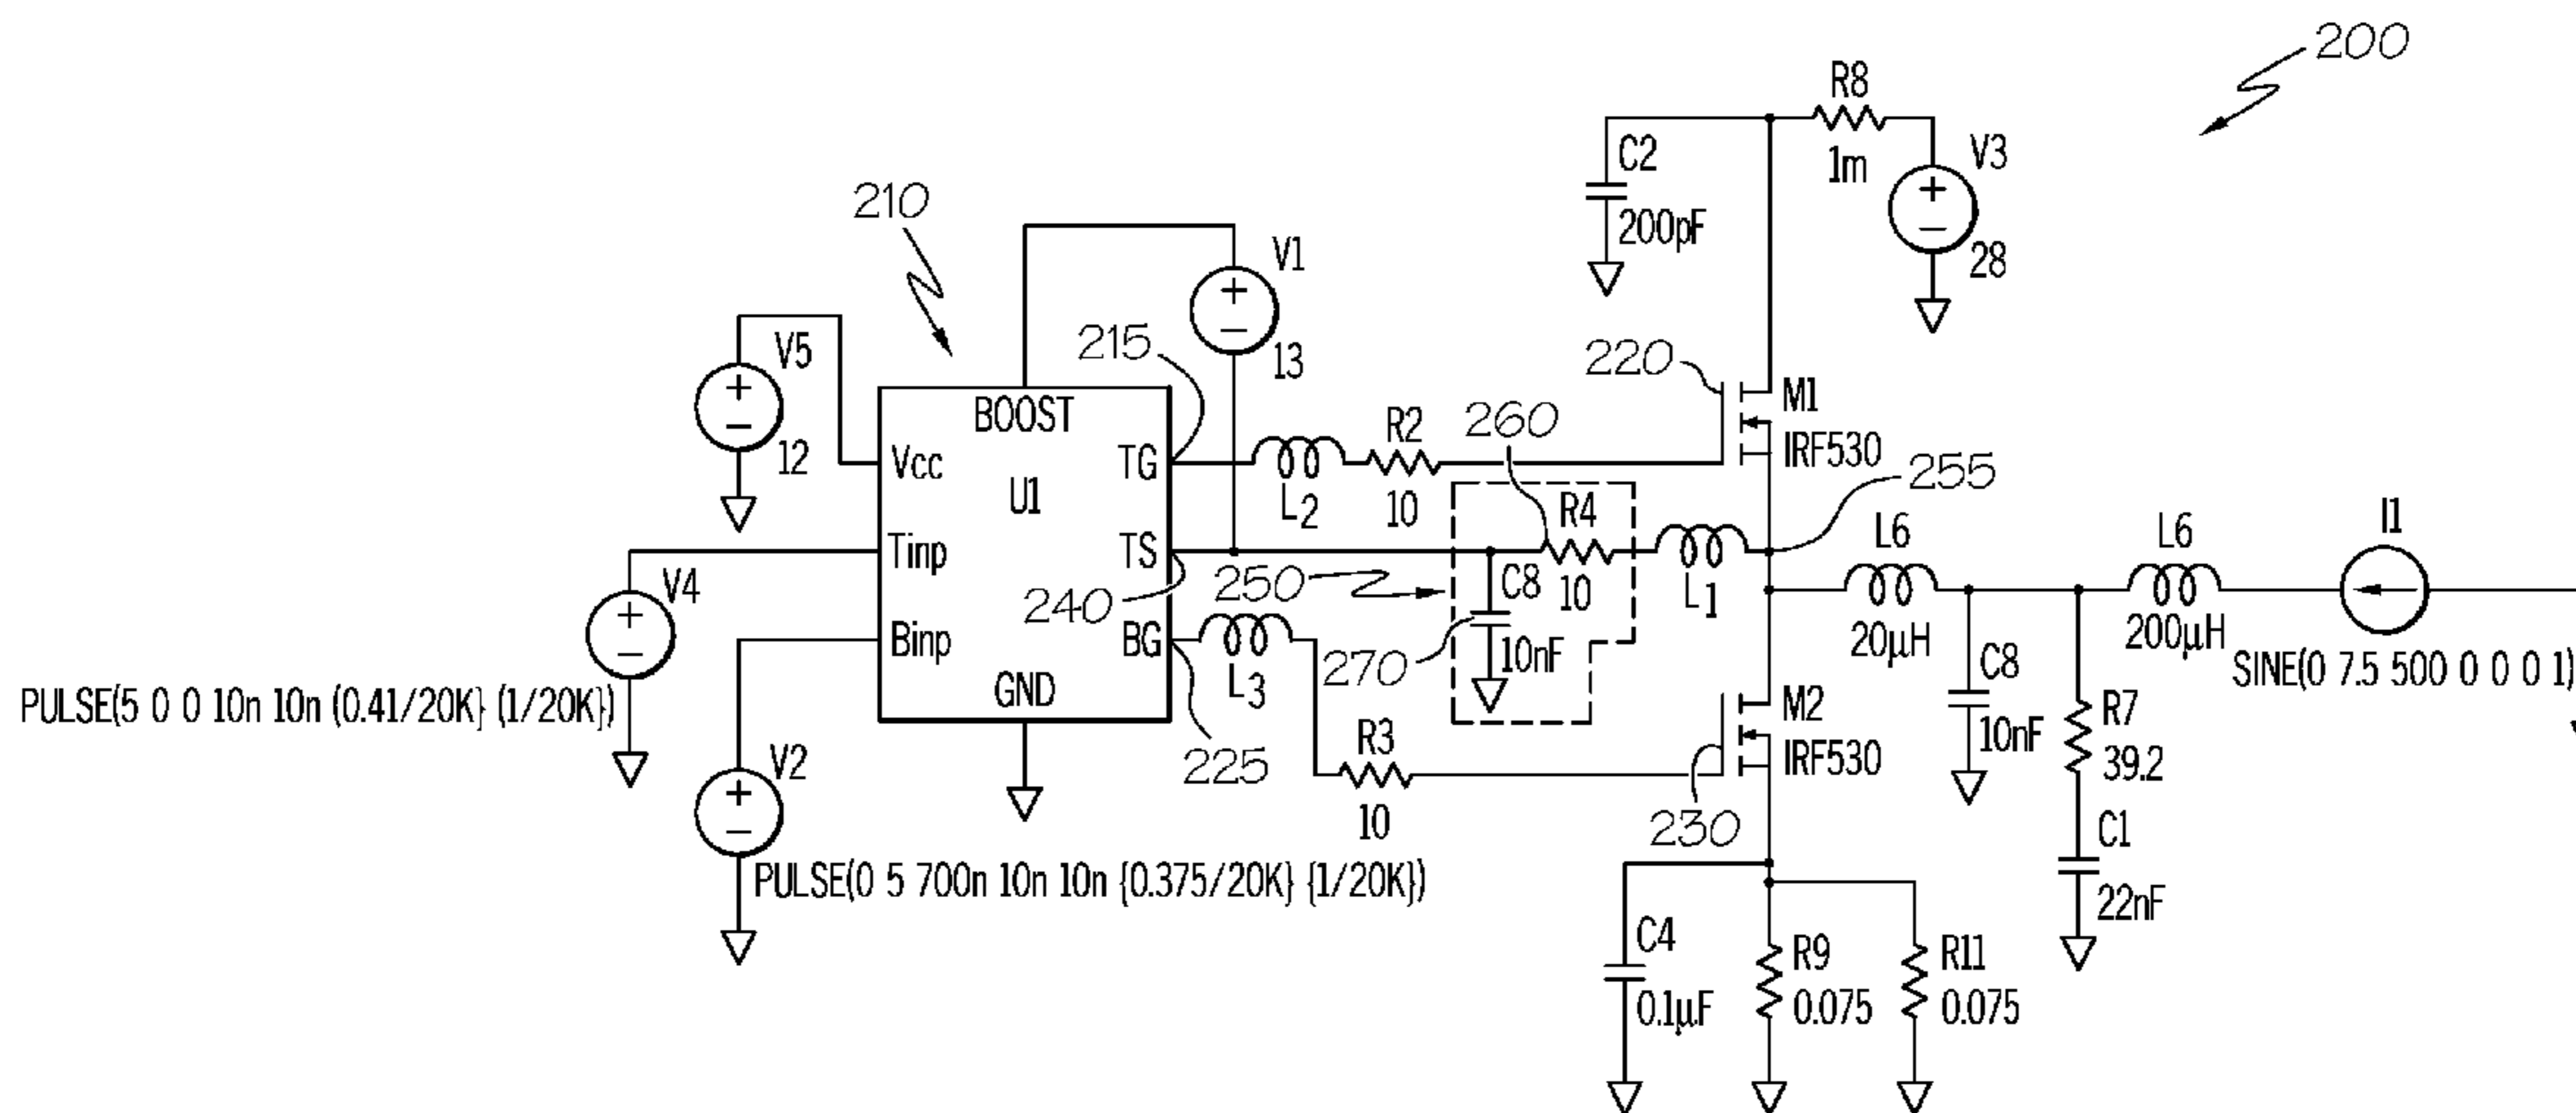 200
R8
1m
C2
200pF
V3
28
210
V1
13
V5
12
215
220
BOOST
Vcc
U1
TG
Tinp
TS
Binp
BG
GND
L2
R2
10
260
M1
IRF530
255
R4
10
L1
250
C8
10nF
270
240
L3
225
R3
10
230
M2
IRF530
L6
20µH
L6
200µH
I1
SINE(0 7.5 500 0 0 0 1)
C8
10nF
R7
39.2
C1
22nF
V4
PULSE(5 0 0 10n 10n (0.41/20K} (1/20K})
V2
PULSE(0 5 700n 10n 10n {0.375/20K} {1/20K})
C4
0.1µF
R9
0.075
R11
0.075